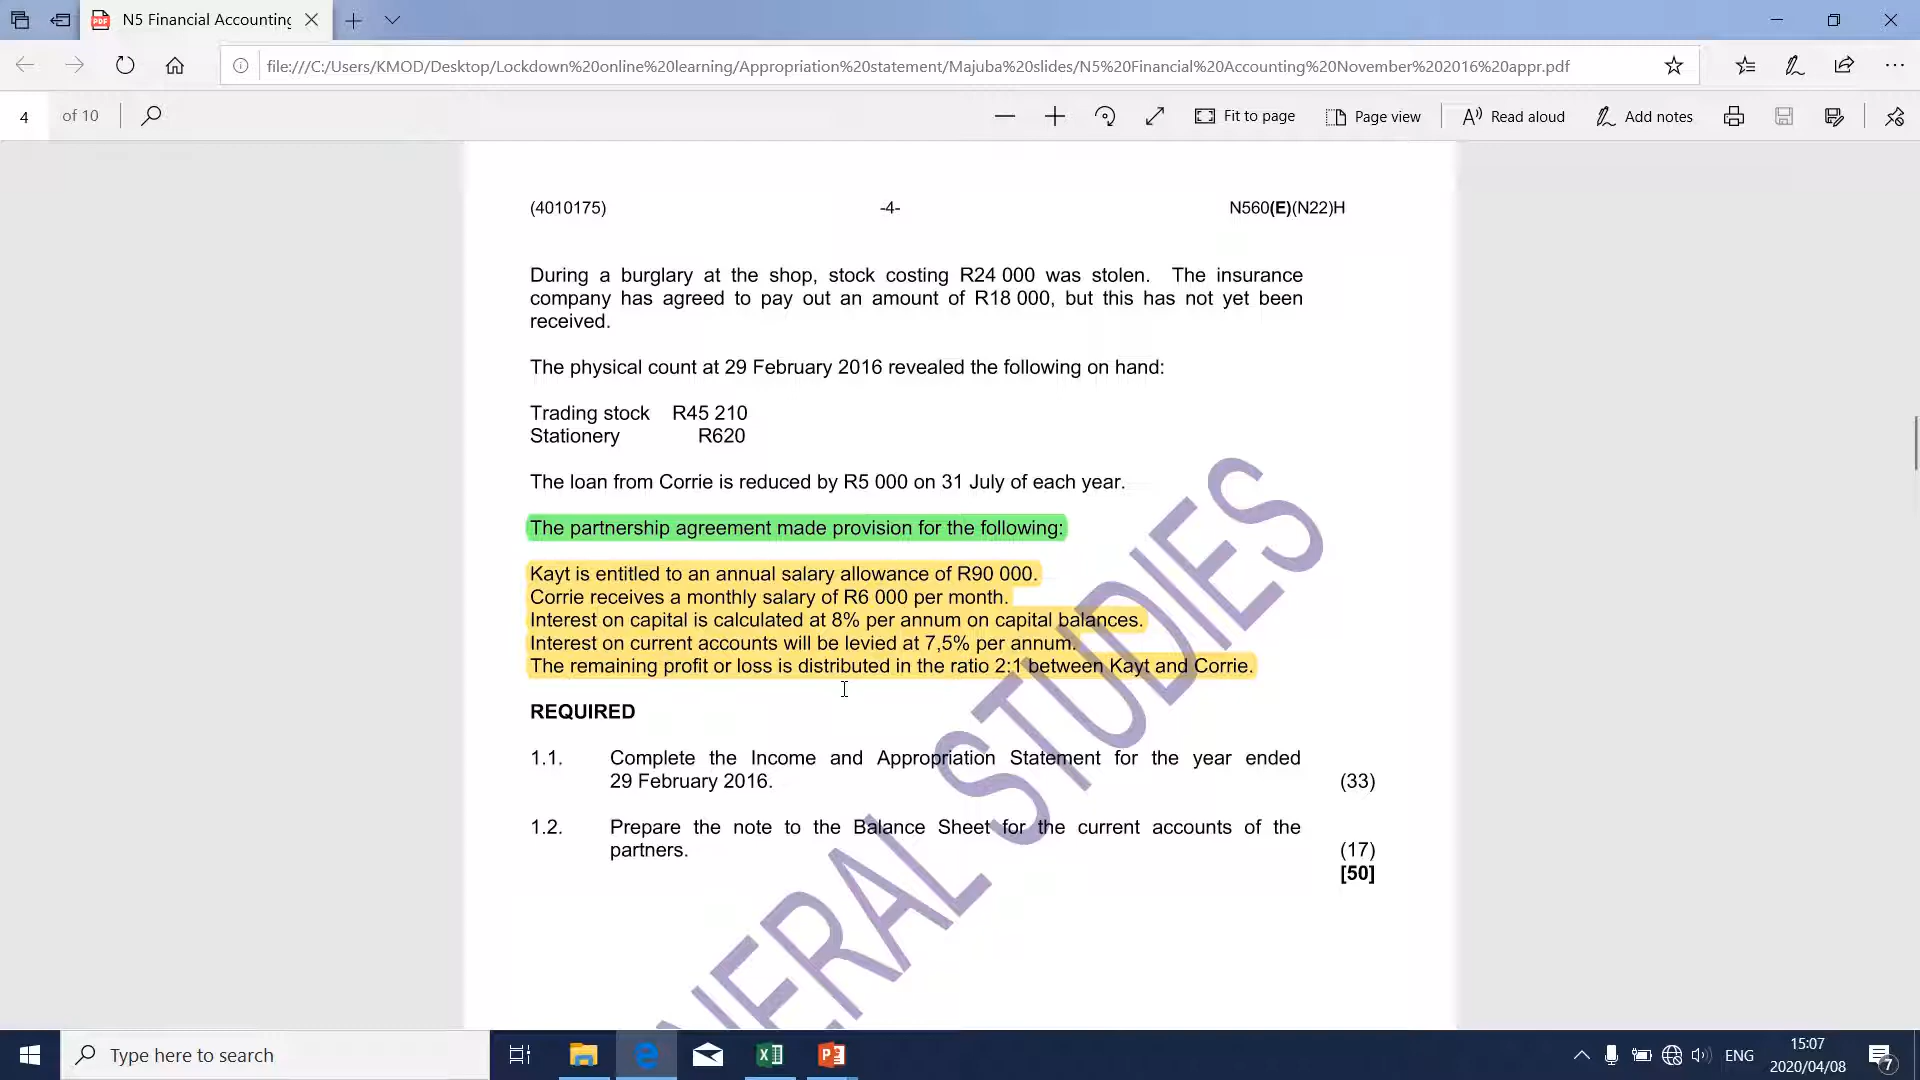 N5 Financial Accounting
file:///C:/Users/KMOD/Desktop/Lockdown%20online%20learning/Appropriation%20statement/Majuba%20slides/N5%20Financial%20Accounting%20November%202016%20appr.pdf
4 of 10 Fit to page Page view Read aloud Add notes
(4010175) -4- N560(E)(N22)H
During a burglary at the shop, stock costing R24 000 was stolen. The insurance
company has agreed to pay out an amount of R18 000, but this has not yet been
received.
The physical count at 29 February 2016 revealed the following on hand:
Trading stock R45 210
Stationery R620
The loan from Corrie is reduced by R5 000 on 31 July of each year.
The partnership agreement made provision for the following:
Kayt is entitled to an annual salary allowance of R90 000.
Corrie receives a monthly salary of R6 000 per month.
Interest on capital is calculated at 8% per annum on capital balances.
Interest on current accounts will be levied at 7,5% per annum.
The remaining profit or loss is distributed in the ratio 2:1 between Kayt and Corrie.
REQUIRED
1.1. Complete the Income and Appropriation Statement for the year ended
29 February 2016. (33)
1.2. Prepare the note to the Balance Sheet for the current accounts of the
partners. (17)
[50]
NERAL STUDIES
Type here to search
ENG
15:07
2020/04/08
7